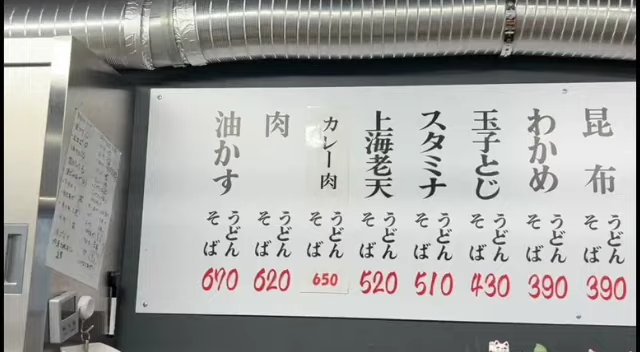 昆布 うどん そば 390
わかめ うどん そば 390
玉子とじ うどん そば 430
スタミナ うどん そば 510
上海老天 うどん そば 520
カレー肉 うどん そば 650
肉 うどん そば 620
油かす うどん そば 670